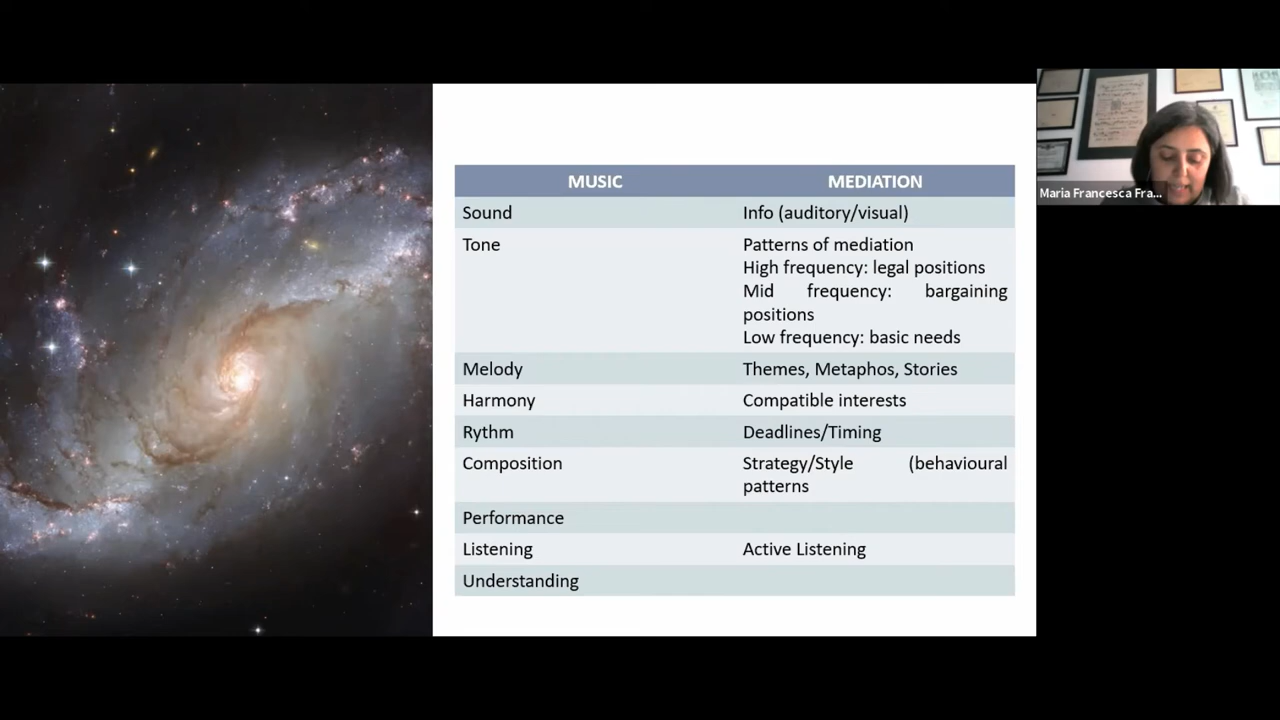 MUSIC MEDIATION
Sound Info (auditory/visual)
Tone Patterns of mediation
High frequency: legal positions
Mid frequency: bargaining
positions
Low frequency: basic needs
Melody Themes, Metaphos, Stories
Harmony Compatible interests
Rythm Deadlines/Timing
Composition Strategy/Style (behavioural
patterns
Performance
Listening Active Listening
Understanding
Maria Francesca Fra...